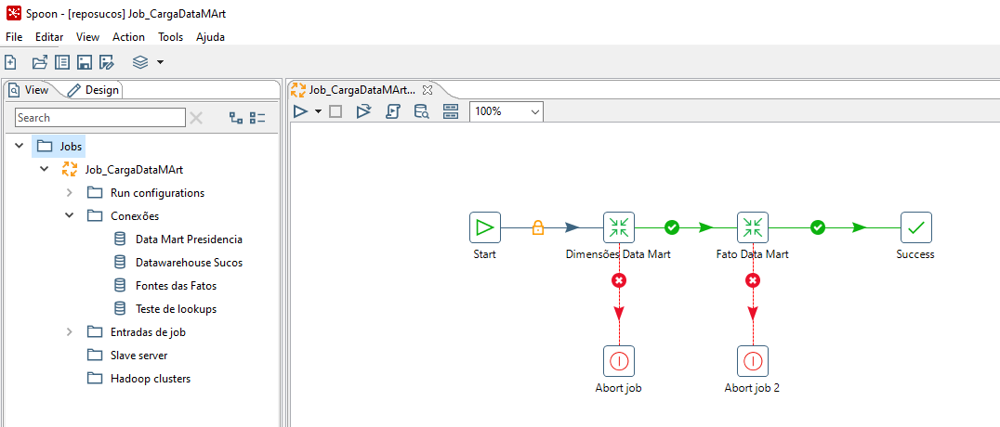 Spoon - [reposucos] Job_CargaDataMArt
File Editar View Action Tools Ajuda
View Design
Search
Jobs
Job_CargaDataMArt
Run configurations
Conexões
Data Mart Presidencia
Datawarehouse Sucos
Fontes das Fatos
Teste de lookups
Entradas de job
Slave server
Hadoop clusters
Job_CargaDataMArt...
100%
Start
Dimensões Data Mart
Fato Data Mart
Success
Abort job
Abort job 2